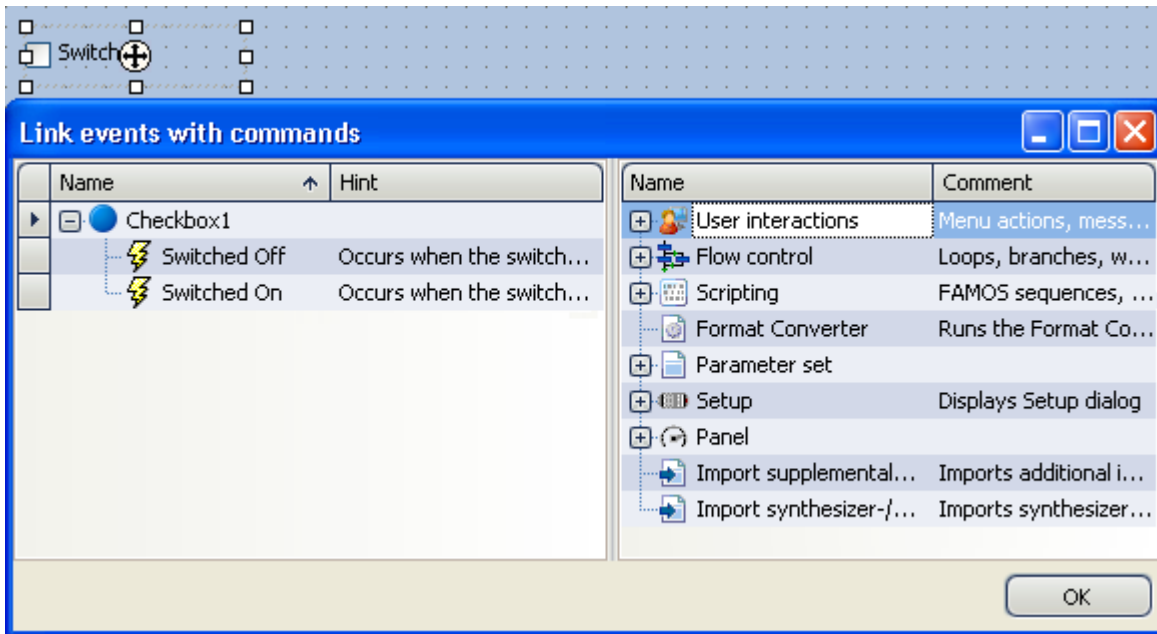 Switch
Link events with commands
Name Hint
Checkbox1
Switched Off Occurs when the switch...
Switched On Occurs when the switch...
Name Comment
User interactions Menu actions, mess...
Flow control Loops, branches, w...
Scripting FAMOS sequences, ...
Format Converter Runs the Format Co...
Parameter set
Setup Displays Setup dialog
Panel
Import supplemental... Imports additional i...
Import synthesizer-/... Imports synthesizer...
OK